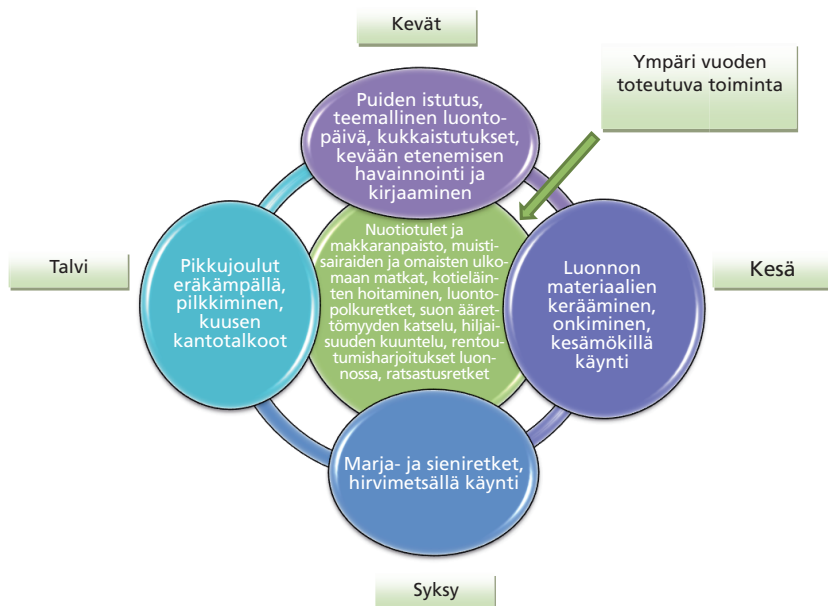 Kevät
Ympäri vuoden
toteutuva toiminta
Puiden istutus,
teemallinen luonto-
päivä, kukkaistutukset,
kevään etenemisen
havainnointi ja
kirjaaminen
Talvi
Pikkujoulut
eräkämpällä,
pilkkiminen,
kuusen
kantotalkoot
Nuotiotulet ja
makkaranpaisto, muisti-
sairaiden ja omaisten ulko-
maan matkat, kotieläin-
ten hoitaminen, luonto-
polkuretket, suon ääret-
tömyyden katselu, hiljai-
suuden kuuntelu, rentou-
tumisharjoitukset luon-
nossa, ratsastusretket
Luonnon
materiaalien
kerääminen,
onkiminen,
kesämökillä
käynti
Kesä
Marja- ja sieniretket,
hirvimetsällä käynti
Syksy